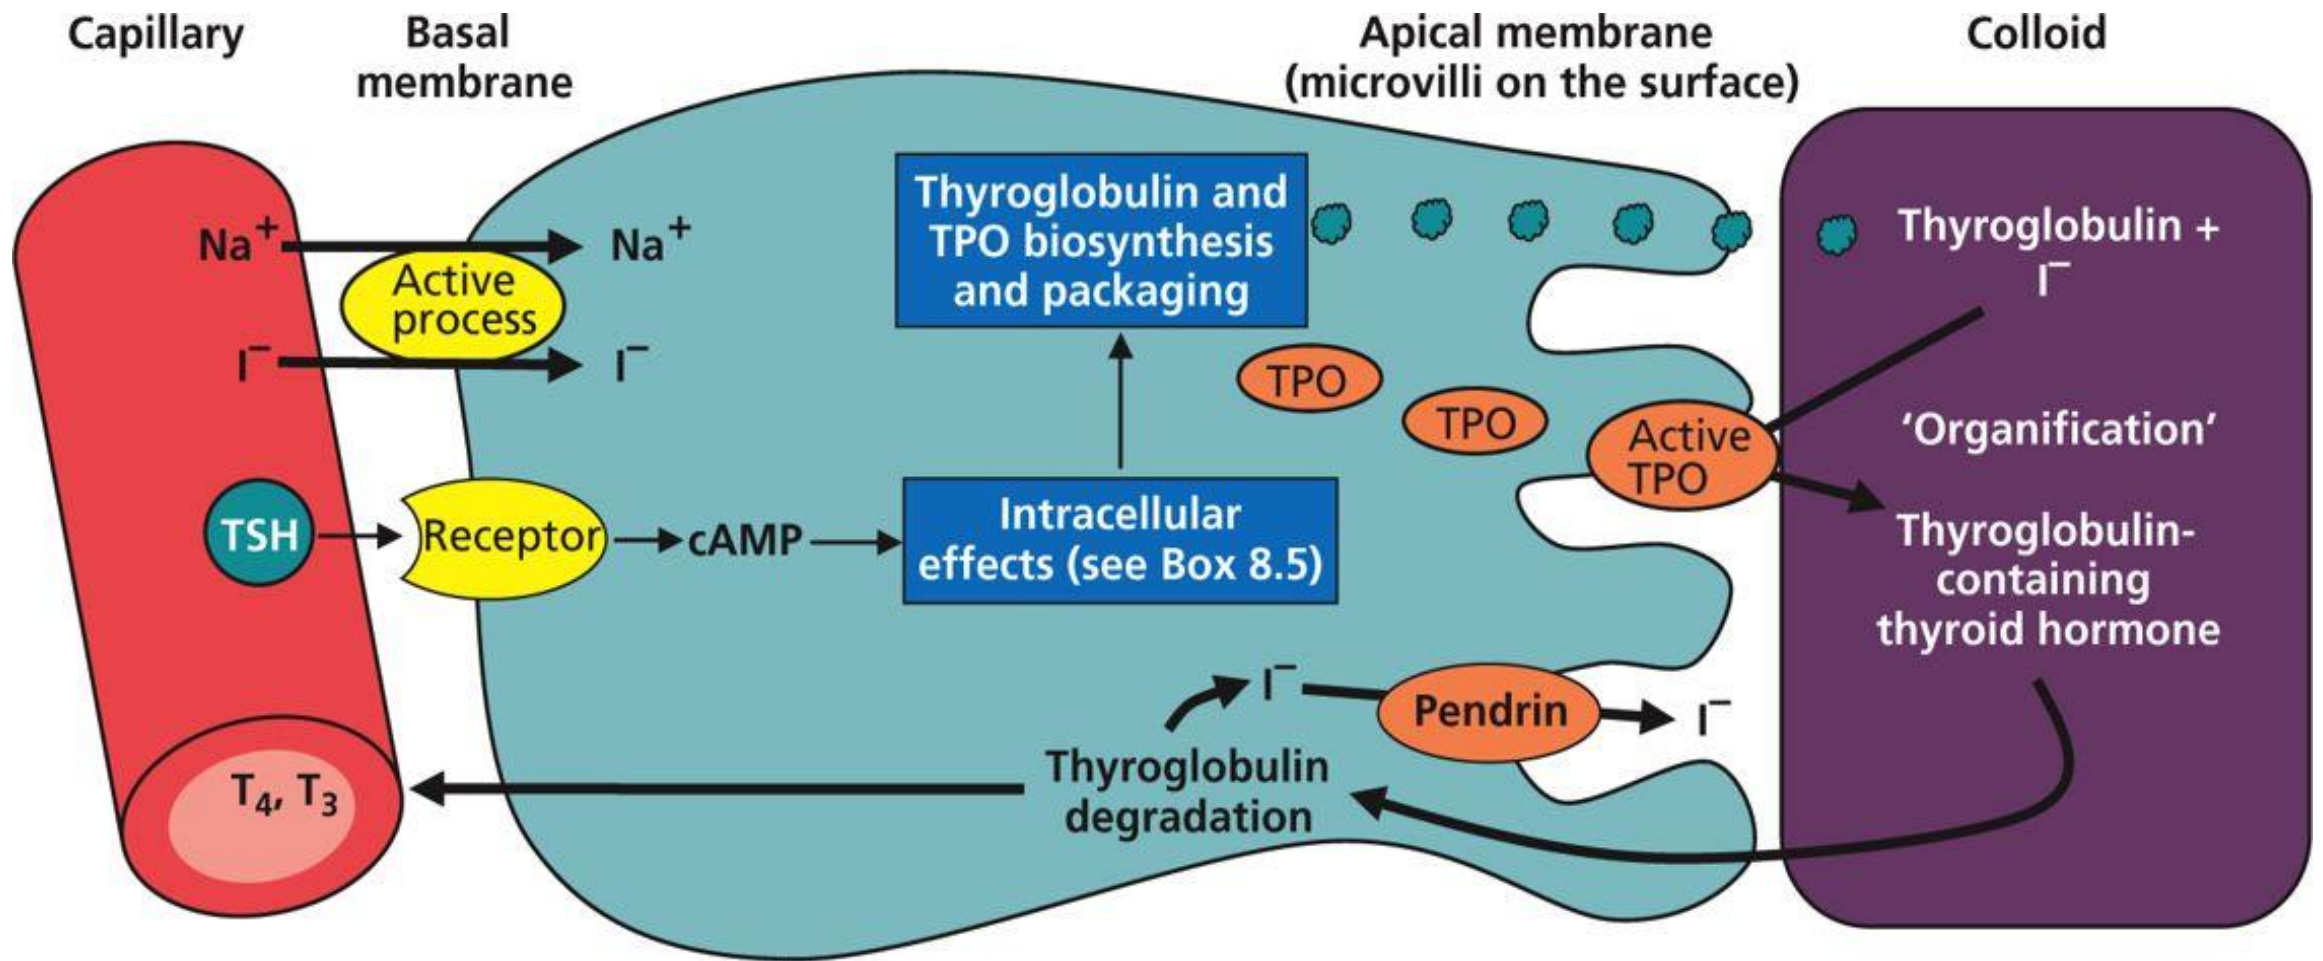 Capillary
Basal
membrane
Apical membrane
(microvilli on the surface)
Colloid
Na⁺
Active
process
Na⁺
I⁻
I⁻
Thyroglobulin and
TPO biosynthesis
and packaging
Thyroglobulin +
I⁻
TPO
TPO
Active
TPO
'Organification'
TSH
Receptor
cAMP
Intracellular
effects (see Box 8.5)
Thyroglobulin-
containing
thyroid hormone
I⁻
Pendrin
I⁻
Thyroglobulin
degradation
T₄, T₃